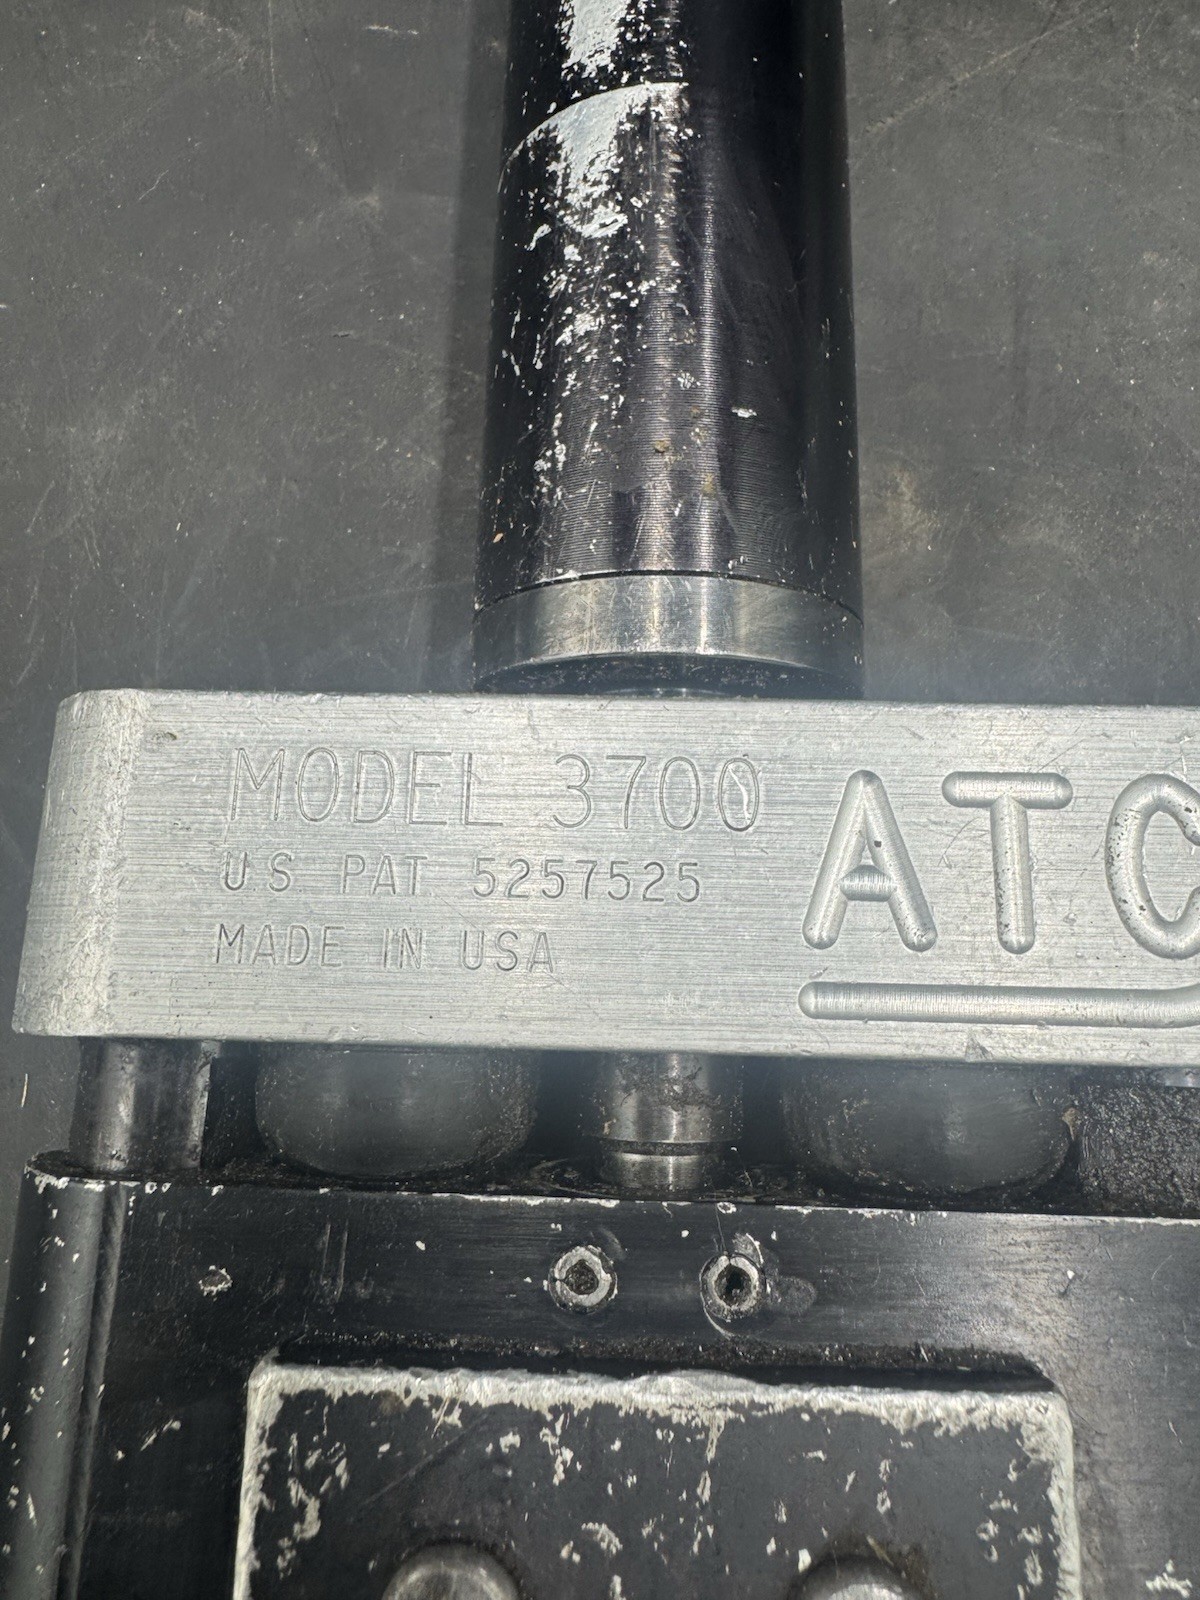 MODEL 3700
U.S. PAT. 5257525
MADE IN USA
ATC